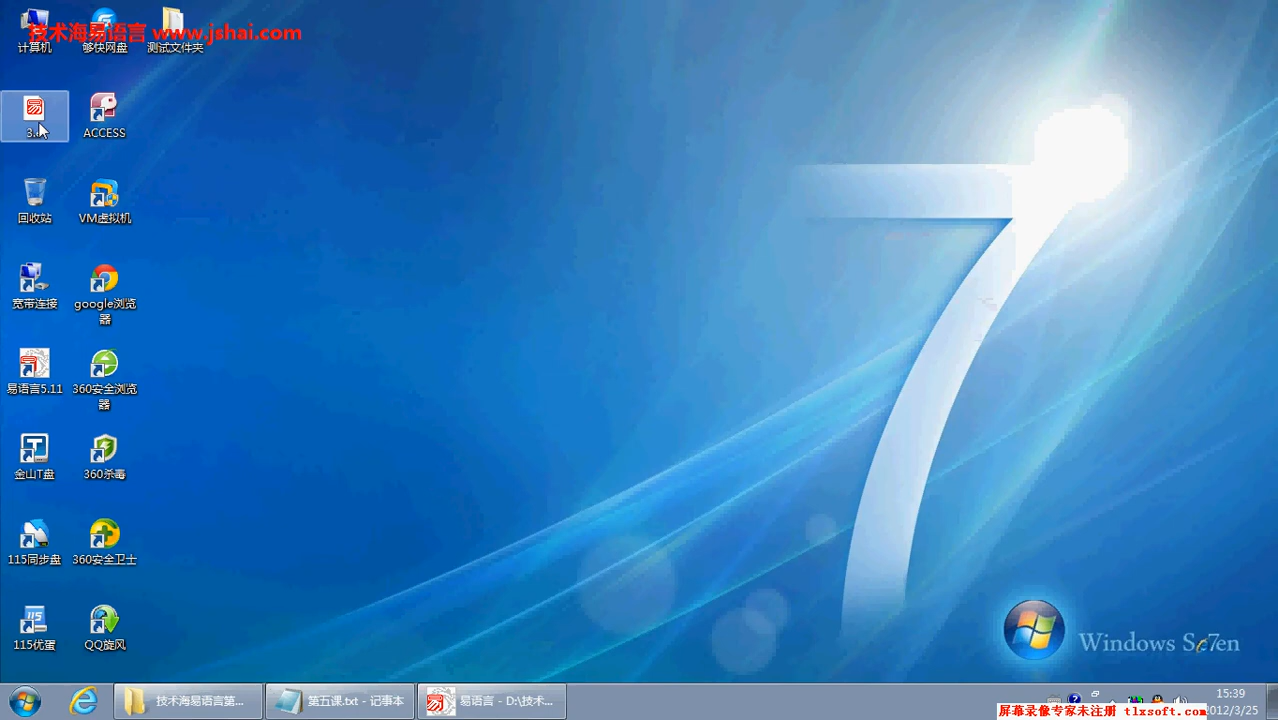 技术海易语言 www.jshai.com
计算机
够快网盘
测试文件夹
ACCESS
回收站
VM虚拟机
宽带连接
google浏览
器
易语言5.11
360安全浏览
器
金山T盘
360杀毒
115同步盘
360安全卫士
115优蛋
QQ旋风
Windows Se7en
技术海易语言第...
第五课.txt - 记事本
易语言 - D:\技术...
15:39
2012/3/25
屏幕录像专家未注册 tlxsoft.com